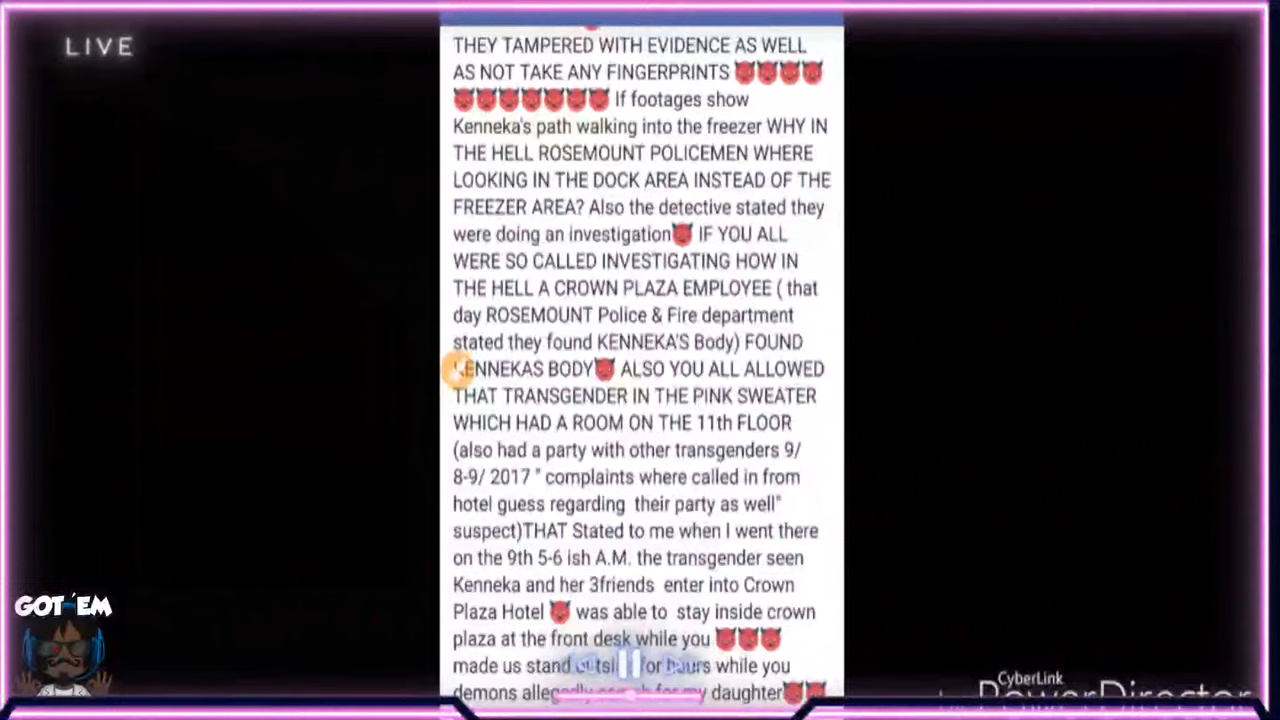 LIVE
THEY TAMPERED WITH EVIDENCE AS WELL
AS NOT TAKE ANY FINGERPRINTS 👹👹👹👹
👹👹👹👹👹👹👹 If footages show
Kenneka's path walking into the freezer WHY IN
THE HELL ROSEMOUNT POLICEMEN WHERE
LOOKING IN THE DOCK AREA INSTEAD OF THE
FREEZER AREA? Also the detective stated they
were doing an investigation👹 IF YOU ALL
WERE SO CALLED INVESTIGATING HOW IN
THE HELL A CROWN PLAZA EMPLOYEE ( that
day ROSEMOUNT Police & Fire department
stated they found KENNEKA'S Body) FOUND
KENNEKAS BODY👹 ALSO YOU ALL ALLOWED
THAT TRANSGENDER IN THE PINK SWEATER
WHICH HAD A ROOM ON THE 11th FLOOR
(also had a party with other transgenders 9/
8-9/ 2017 " complaints where called in from
hotel guess regarding their party as well"
suspect)THAT Stated to me when I went there
on the 9th 5-6 ish A.M. the transgender seen
Kenneka and her 3friends enter into Crown
Plaza Hotel 👹 was able to stay inside crown
plaza at the front desk while you 👹👹👹
made us stand outside for hours while you
demons allegedly search for my daughter👹👹
GOT 'EM
CyberLink
PowerDirector